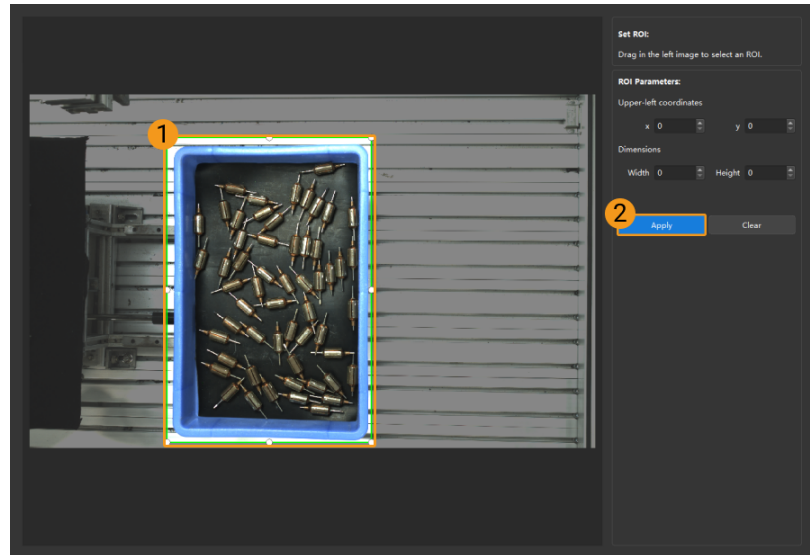 Set ROI:
Drag in the left image to select an ROI.
ROI Parameters:
Upper-left coordinates
x 0 y 0
Dimensions
Width 0 Height 0
1
2
Apply Clear